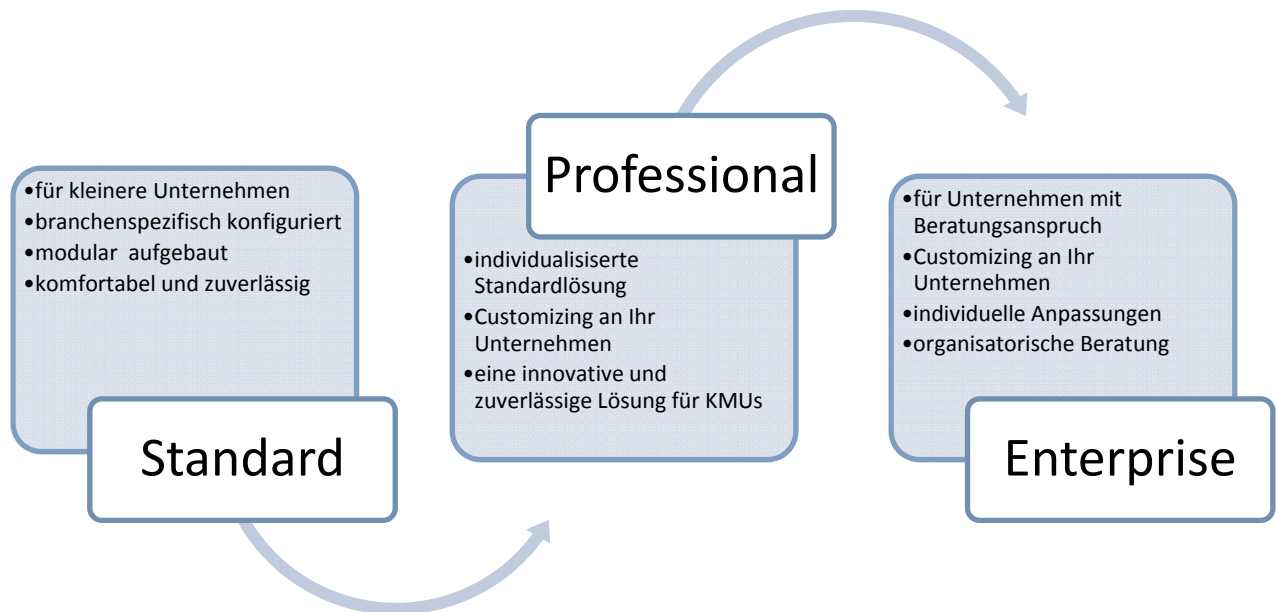 •für kleinere Unternehmen
•branchenspezifisch konfiguriert
•modular aufgebaut
•komfortabel und zuverlässig
Standard
Professional
•individualisiserte
Standardlösung
•Customizing an Ihr
Unternehmen
•eine innovative und
zuverlässige Lösung für KMUs
•für Unternehmen mit
Beratungsanspruch
•Customizing an Ihr
Unternehmen
•individuelle Anpassungen
•organisatorische Beratung
Enterprise